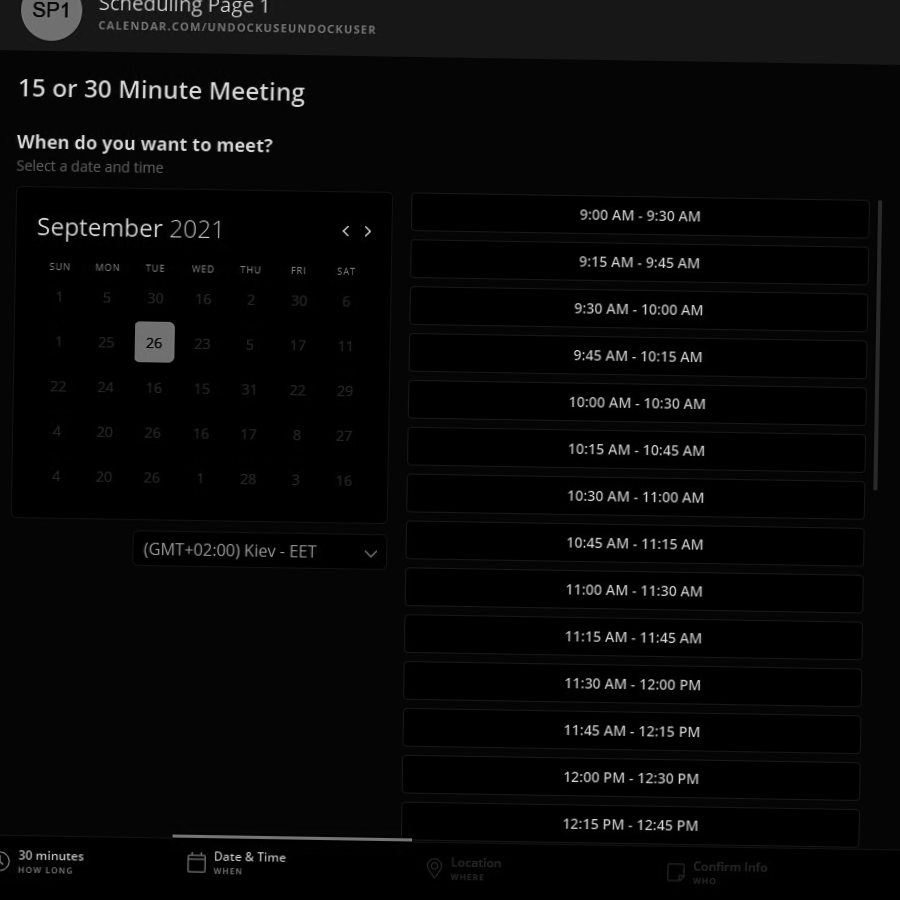 SP1
Scheduling Page 1
CALENDAR.COM/UNDOCKUSEUNDOCKUSER
15 or 30 Minute Meeting
When do you want to meet?
Select a date and time
September 2021
SUN MON TUE WED THU FRI SAT
1 5 30 16 2 30 6
1 25 26 23 5 17 11
22 24 16 15 31 22 29
4 20 26 16 17 8 27
4 20 26 1 28 3 16
(GMT+02:00) Kiev - EET
9:00 AM - 9:30 AM
9:15 AM - 9:45 AM
9:30 AM - 10:00 AM
9:45 AM - 10:15 AM
10:00 AM - 10:30 AM
10:15 AM - 10:45 AM
10:30 AM - 11:00 AM
10:45 AM - 11:15 AM
11:00 AM - 11:30 AM
11:15 AM - 11:45 AM
11:30 AM - 12:00 PM
11:45 AM - 12:15 PM
12:00 PM - 12:30 PM
12:15 PM - 12:45 PM
30 minutes
HOW LONG
Date & Time
WHEN
Location
WHERE
Confirm Info
WHO